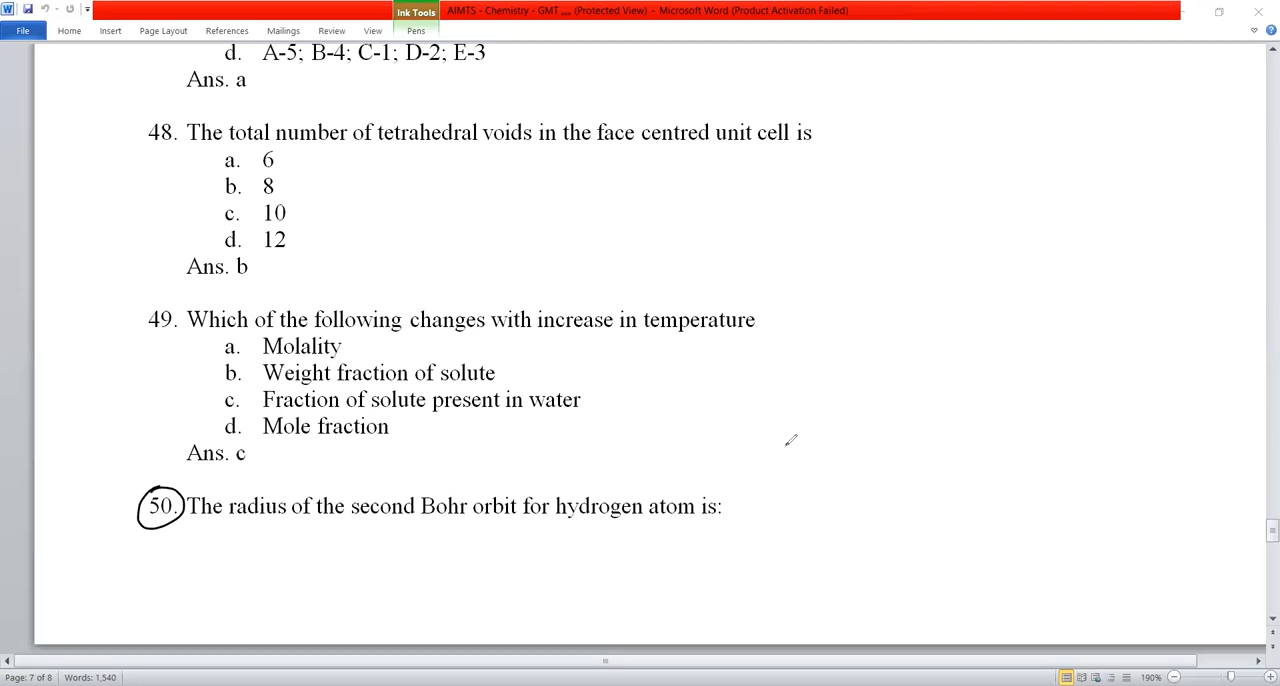 Ink Tools
AIMTS - Chemistry - GMT ,,,, (Protected View) - Microsoft Word (Product Activation Failed)
File Home Insert Page Layout References Mailings Review View Pens
d. A-5; B-4; C-1; D-2; E-3
Ans. a
48. The total number of tetrahedral voids in the face centred unit cell is
a. 6
b. 8
c. 10
d. 12
Ans. b
49. Which of the following changes with increase in temperature
a. Molality
b. Weight fraction of solute
c. Fraction of solute present in water
d. Mole fraction
Ans. c
50. The radius of the second Bohr orbit for hydrogen atom is:
Page: 7 of 8 Words: 1,540 190%